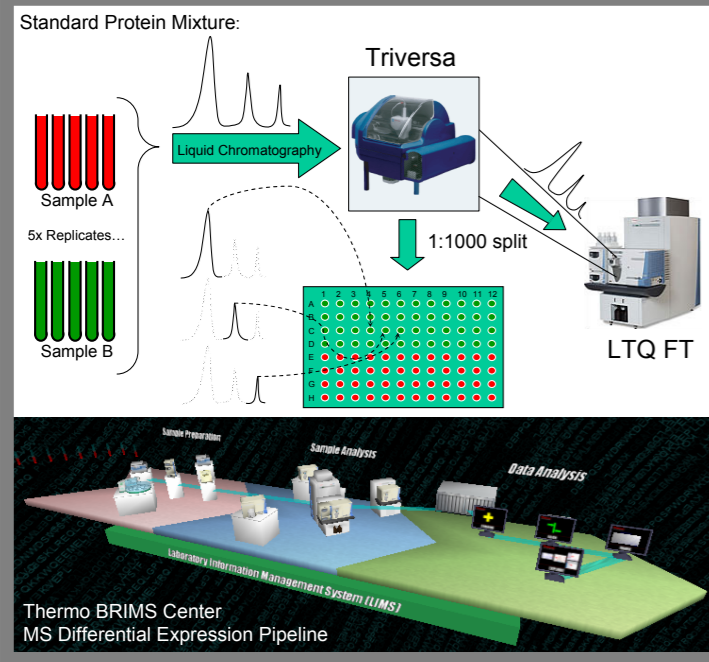 Standard Protein Mixture:
Triversa
Liquid Chromatography
Sample A
5x Replicates...
Sample B
1:1000 split
LTQ FT
1 2 3 4 5 6 7 8 9 10 11 12
A
B
C
D
E
F
G
H
Sample Preparation
Sample Analysis
Data Analysis
Laboratory Information Management System (LIMS)
Thermo BRIMS Center
MS Differential Expression Pipeline